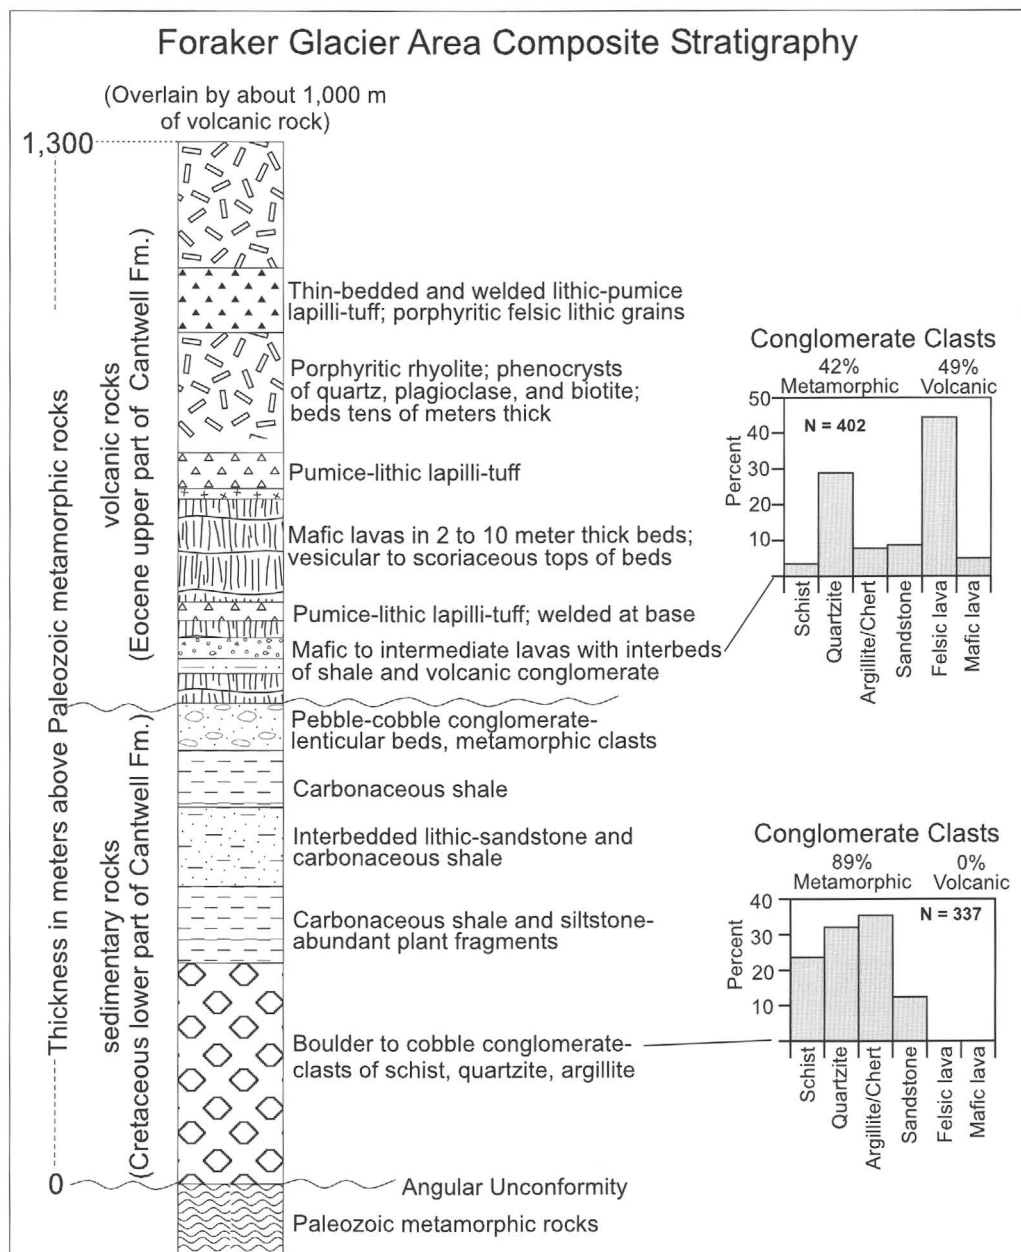 Foraker Glacier Area Composite Stratigraphy
(Overlain by about 1,000 m
of volcanic rock)
1,300
Thickness in meters above Paleozoic metamorphic rocks
0
volcanic rocks
(Eocene upper part of Cantwell Fm.)
sedimentary rocks
(Cretaceous lower part of Cantwell Fm.)
Thin-bedded and welded lithic-pumice
lapilli-tuff; porphyritic felsic lithic grains
Porphyritic rhyolite; phenocrysts
of quartz, plagioclase, and biotite;
beds tens of meters thick
Pumice-lithic lapilli-tuff
Mafic lavas in 2 to 10 meter thick beds;
vesicular to scoriaceous tops of beds
Pumice-lithic lapilli-tuff; welded at base
Mafic to intermediate lavas with interbeds
of shale and volcanic conglomerate
Pebble-cobble conglomerate-
lenticular beds, metamorphic clasts
Carbonaceous shale
Interbedded lithic-sandstone and
carbonaceous shale
Carbonaceous shale and siltstone-
abundant plant fragments
Boulder to cobble conglomerate-
clasts of schist, quartzite, argillite
Angular Unconformity
Paleozoic metamorphic rocks
Conglomerate Clasts
42% 49%
Metamorphic Volcanic
50
40
30
20
10
Percent
N = 402
Schist
Quartzite
Argillite/Chert
Sandstone
Felsic lava
Mafic lava
Conglomerate Clasts
89% 0%
Metamorphic Volcanic
40
30
20
10
Percent
N = 337
Schist
Quartzite
Argillite/Chert
Sandstone
Felsic lava
Mafic lava